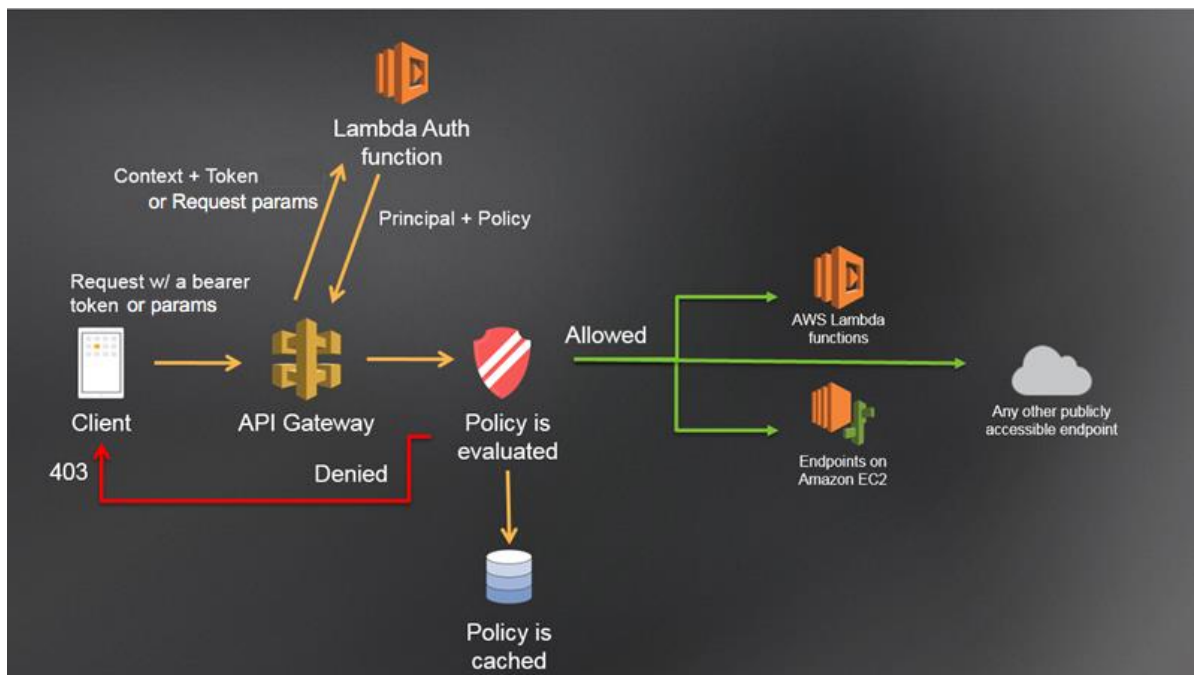 Lambda Auth
function
Context + Token
or Request params
Principal + Policy
Request w/ a bearer
token or params
Client
API Gateway
Policy is
evaluated
Allowed
AWS Lambda
functions
Any other publicly
accessible endpoint
Endpoints on
Amazon EC2
403
Denied
Policy is
cached